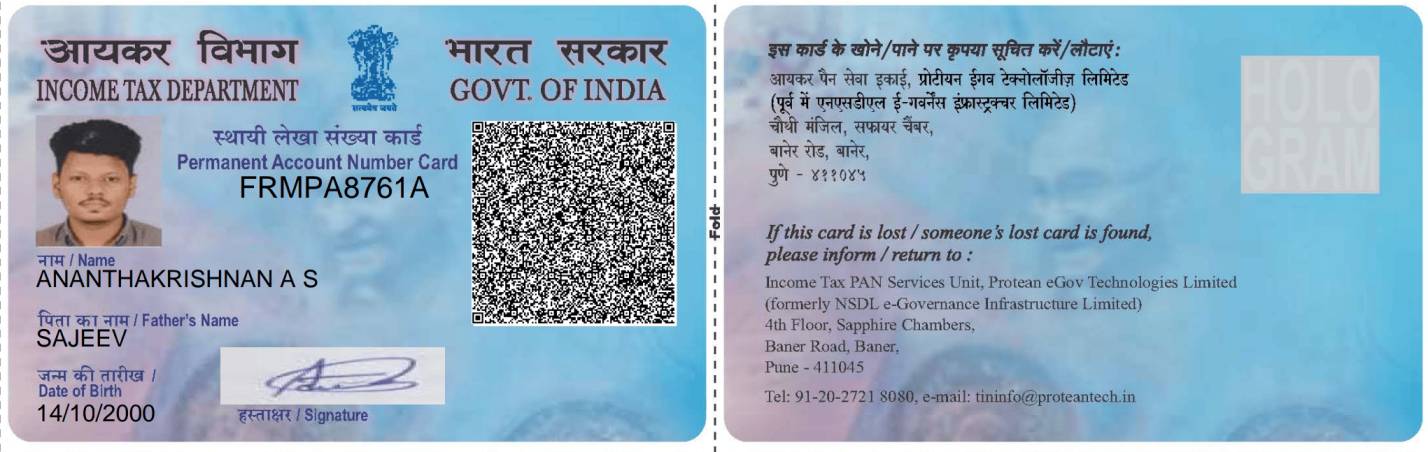 आयकर विभाग
INCOME TAX DEPARTMENT
सत्यमेव जयते
भारत सरकार
GOVT. OF INDIA
स्थायी लेखा संख्या कार्ड
Permanent Account Number Card
FRMPA8761A
नाम / Name
ANANTHAKRISHNAN A S
पिता का नाम / Father's Name
SAJEEV
जन्म की तारीख /
Date of Birth
14/10/2000
हस्ताक्षर / Signature
Fold
इस कार्ड के खोने/पाने पर कृपया सूचित करें/लौटाएं :
आयकर पैन सेवा इकाई, प्रोटीयन ईगव टेक्नोलॉजीज़ लिमिटेड
(पूर्व में एनएसडीएल ई-गवर्नेंस इंफ्रास्ट्रक्चर लिमिटेड)
चौथी मंजिल, सफायर चैंबर,
बानेर रोड, बानेर,
पुणे - ४११०४५
HOLO
GRAM
If this card is lost / someone's lost card is found,
please inform / return to :
Income Tax PAN Services Unit, Protean eGov Technologies Limited
(formerly NSDL e-Governance Infrastructure Limited)
4th Floor, Sapphire Chambers,
Baner Road, Baner,
Pune - 411045
Tel: 91-20-2721 8080, e-mail: tininfo@proteantech.in